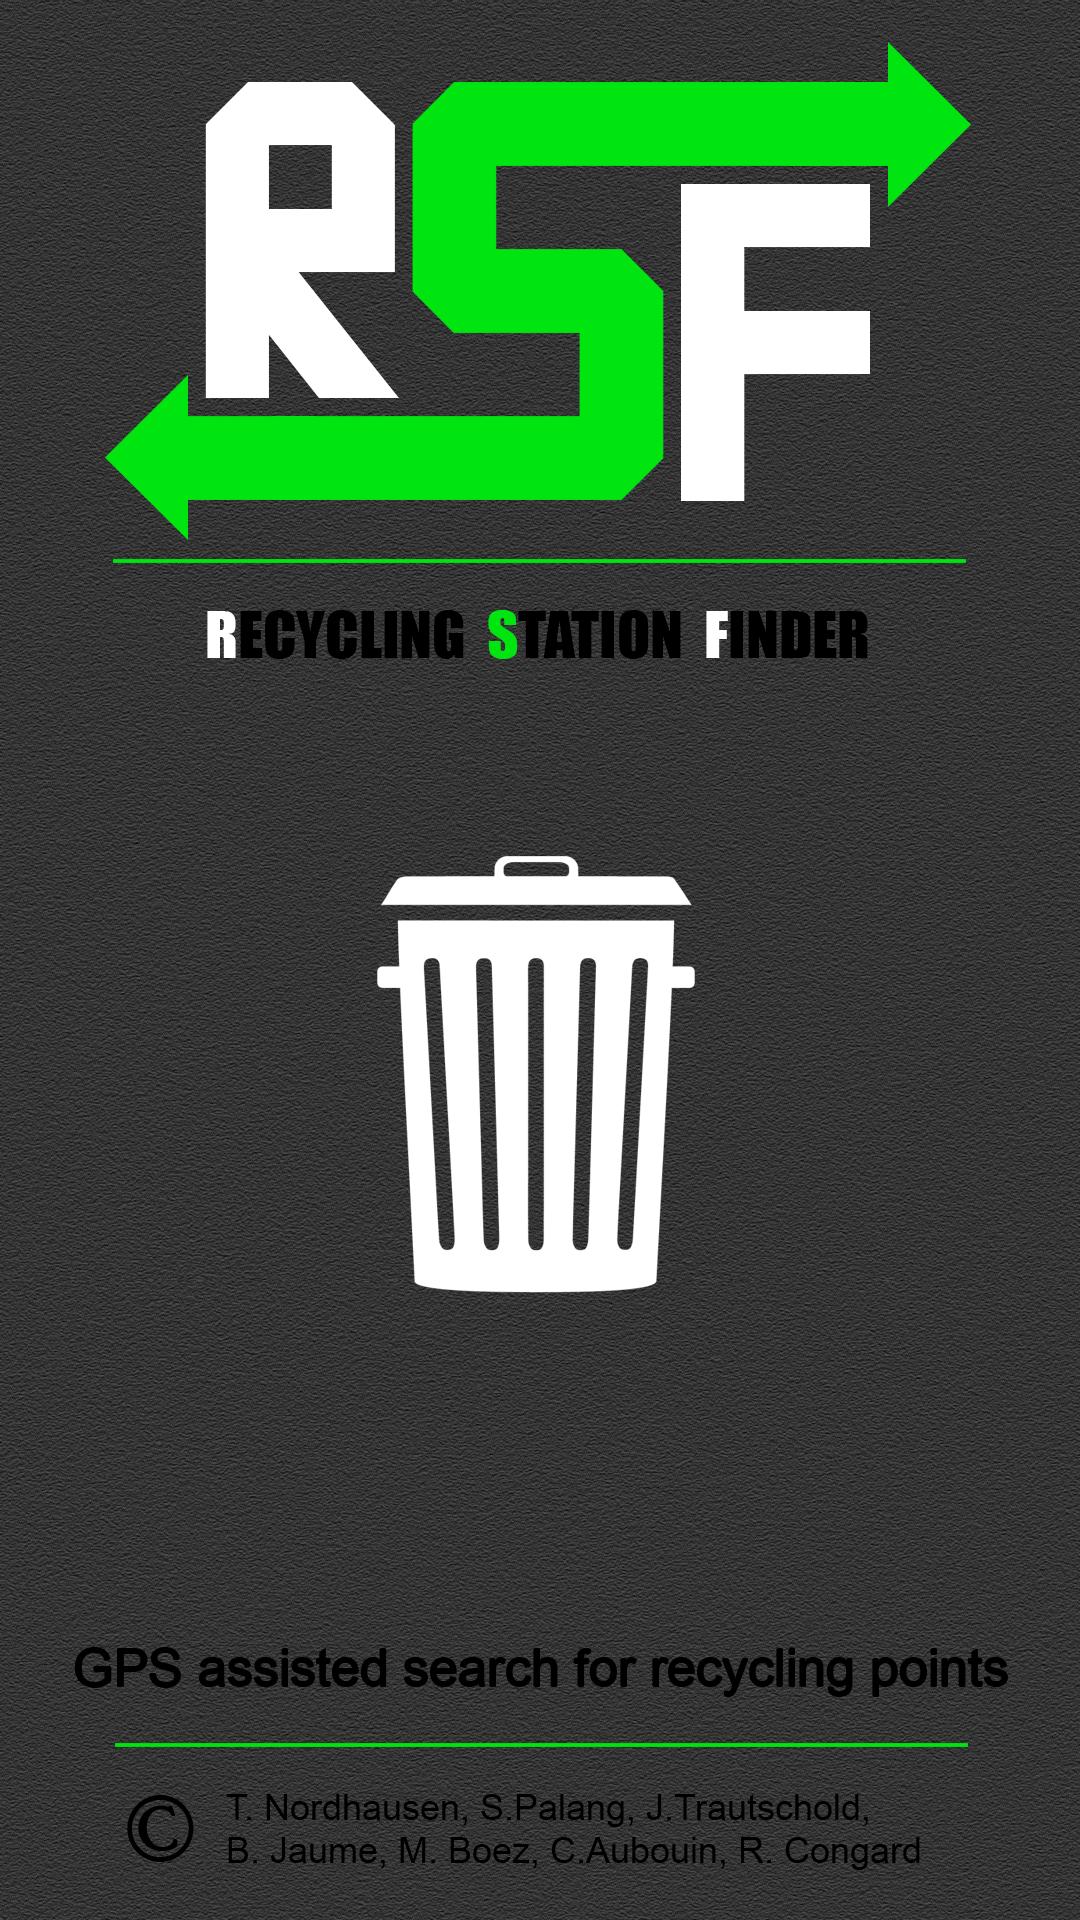 RSF
RECYCLING STATION FINDER
GPS assisted search for recycling points
© T. Nordhausen, S.Palang, J.Trautschold,
B. Jaume, M. Boez, C.Aubouin, R. Congard